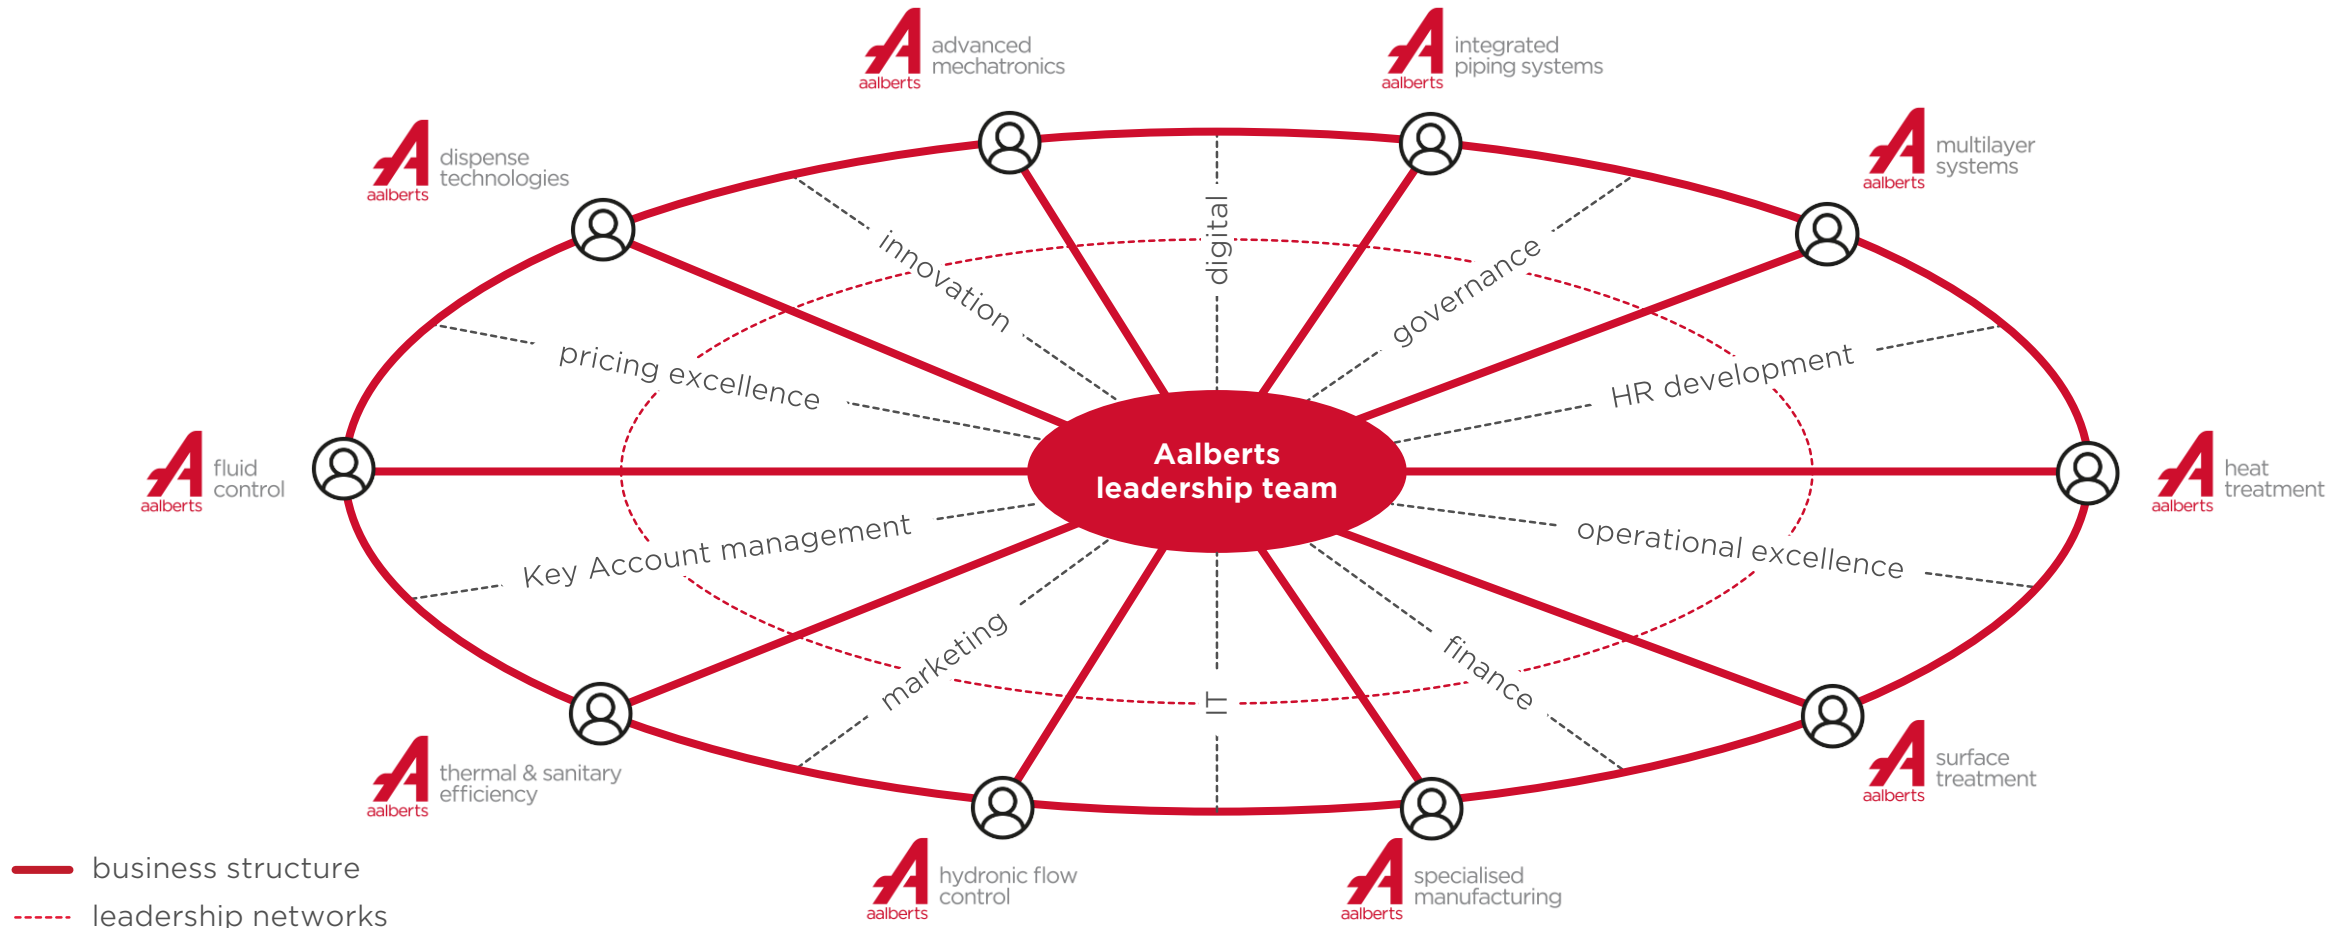 aalberts
advanced
mechatronics
aalberts
integrated
piping systems
aalberts
dispense
technologies
aalberts
multilayer
systems
innovation
digital
governance
pricing excellence
HR development
aalberts
fluid
control
Aalberts
leadership team
aalberts
heat
treatment
Key Account management
operational excellence
marketing
IT
finance
aalberts
thermal & sanitary
efficiency
aalberts
surface
treatment
aalberts
hydronic flow
control
aalberts
specialised
manufacturing
business structure
leadership networks